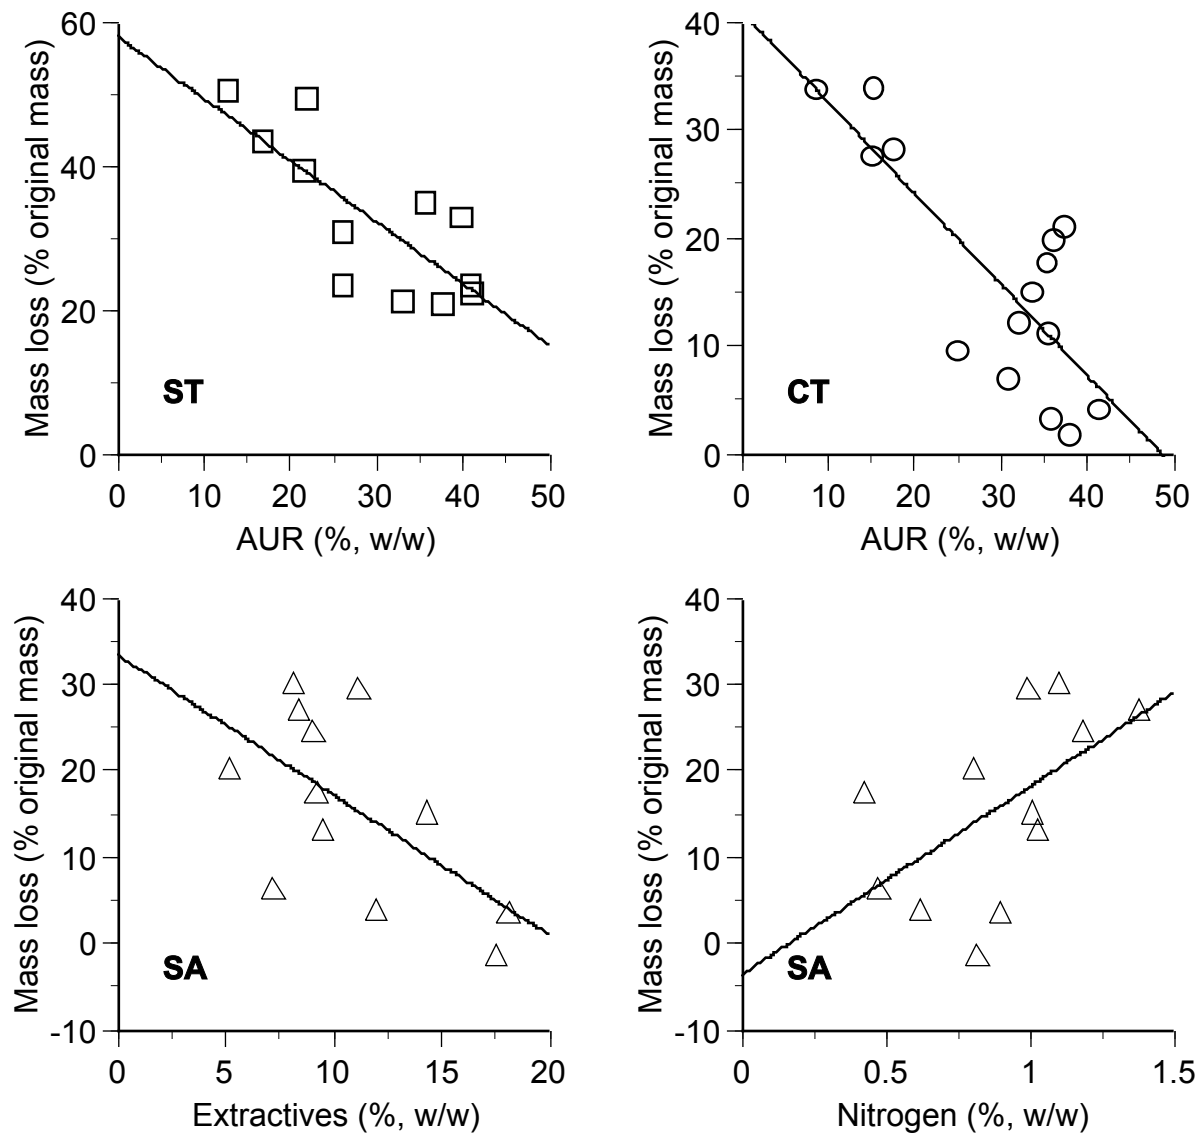 60
40
20
0
Mass loss (% original mass)
ST
0 10 20 30 40 50
AUR (%, w/w)
40
30
20
10
0
Mass loss (% original mass)
CT
0 10 20 30 40 50
AUR (%, w/w)
40
30
20
10
0
-10
Mass loss (% original mass)
SA
0 5 10 15 20
Extractives (%, w/w)
40
30
20
10
0
-10
Mass loss (% original mass)
SA
0 0.5 1 1.5
Nitrogen (%, w/w)